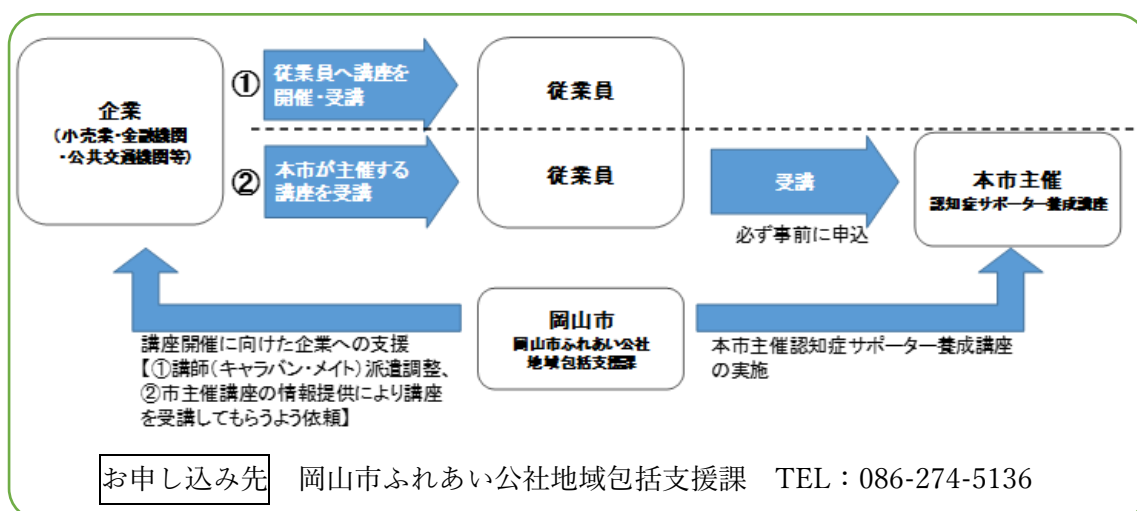 企業
(小売業・金融機関
・公共交通機関等)
①
従業員へ講座を
開催・受講
従業員
②
本市が主催する
講座を受講
従業員
受講
必ず事前に申込
本市主催
認知症サポーター養成講座
岡山市
岡山市ふれあい公社
地域包括支援課
講座開催に向けた企業への支援
【①講師(キャラバン・メイト)派遣調整、
②市主催講座の情報提供により講座
を受講してもらうよう依頼】
本市主催認知症サポーター養成講座
の実施
お申し込み先 岡山市ふれあい公社地域包括支援課 TEL：086-274-5136